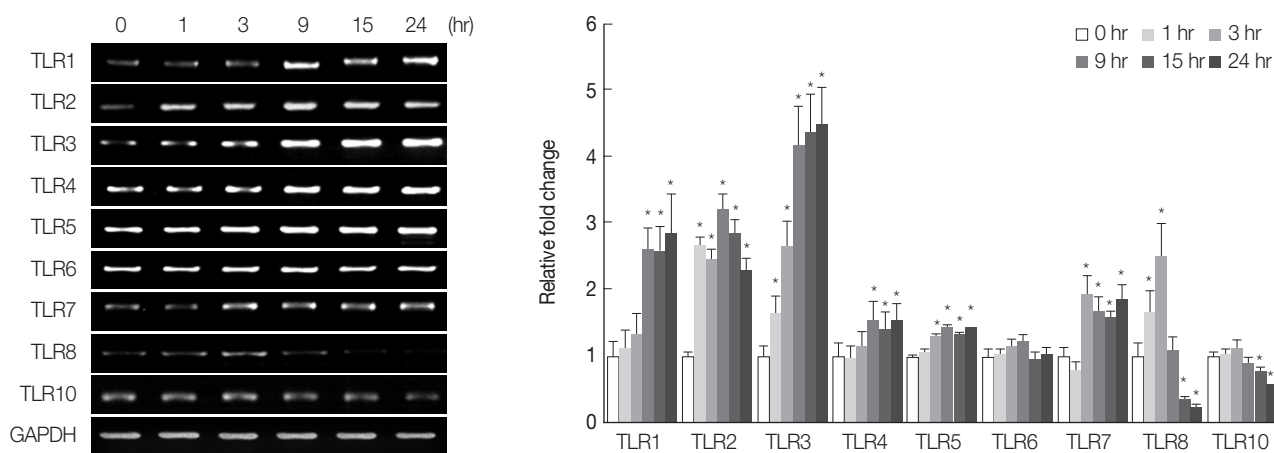 0 1 3 9 15 24 (hr)
TLR1
TLR2
TLR3
TLR4
TLR5
TLR6
TLR7
TLR8
TLR10
GAPDH
Relative fold change
6
5
4
3
2
1
0
0 hr 1 hr 3 hr
9 hr 15 hr 24 hr
* * *
* * * * *
* * * * *
* * *
* * * *
* * * *
* * * *
* *
TLR1 TLR2 TLR3 TLR4 TLR5 TLR6 TLR7 TLR8 TLR10